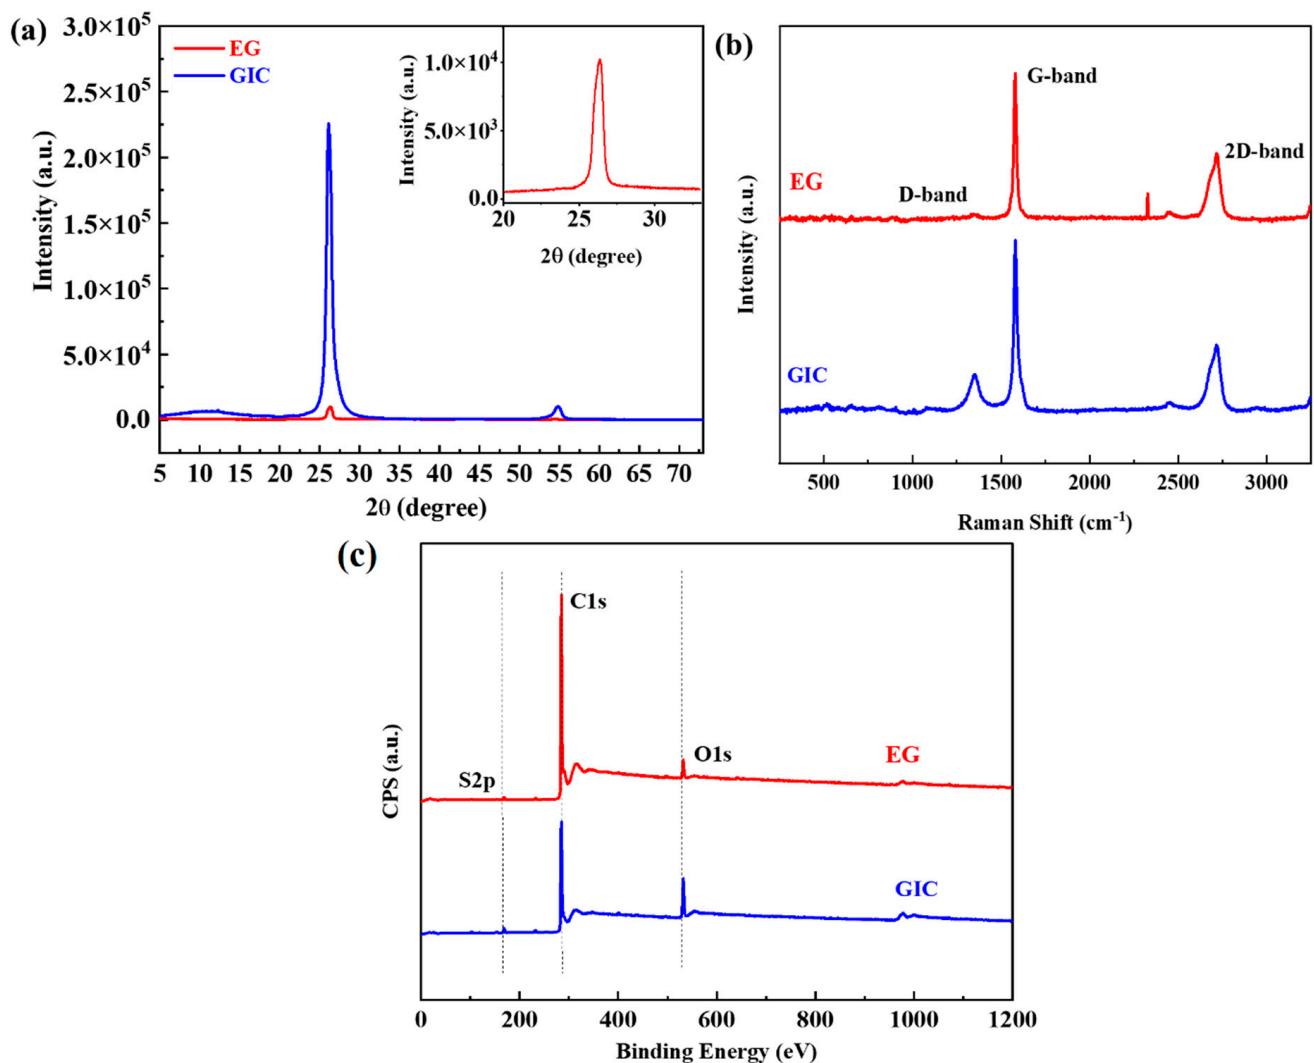 (a)
3.0×10⁵
2.5×10⁵
2.0×10⁵
1.5×10⁵
1.0×10⁵
5.0×10⁴
0.0
Intensity (a.u.)
EG
GIC
5 10 15 20 25 30 35 40 45 50 55 60 65 70
2θ (degree)
1.0×10⁴
5.0×10³
0.0
Intensity (a.u.)
20 25 30
2θ (degree)
(b)
Intensity (a.u.)
G-band
2D-band
D-band
EG
GIC
500 1000 1500 2000 2500 3000
Raman Shift (cm⁻¹)
(c)
CPS (a.u.)
C1s
O1s
S2p
EG
GIC
0 200 400 600 800 1000 1200
Binding Energy (eV)